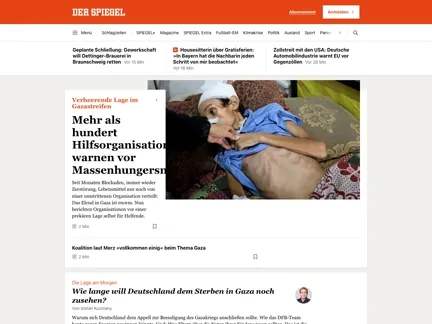 DER SPIEGEL
Abonnement
Anmelden
Menü Schlagzeilen SPIEGEL+ Magazine SPIEGEL Extra Fußball-EM Klimakrise Politik Ausland Sport
Geplante Schließung: Gewerkschaft
will Oettinger-Brauerei in
Braunschweig retten Vor 10 Min
Housesitterin über Gratisferien:
»In Bayern hat die Nachbarin jeden
Schritt von mir beobachtet«
Vor 16 Min
Zollstreit mit den USA: Deutsche
Automobilindustrie warnt EU vor
Gegenzöllen Vor 28 Min
Verheerende Lage im
Gazastreifen
Mehr als
hundert
Hilfsorganisation
warnen vor
Massenhungersn
Seit Monaten Blockaden, immer wieder
Zerstörung, Lebensmittel nur noch von
einer umstrittenen Organisation verteilt:
Das Elend in Gaza ist enorm. Nun
berichten Organisationen vor einer
prekären Lage selbst für Helfende.
2 Min
Koalition laut Merz »vollkommen einig« beim Thema Gaza
2 Min
Die Lage am Morgen
Wie lange will Deutschland dem Sterben in Gaza noch
zusehen?
Von Stefan Kuzmany
Warum sich Deutschland dem Appell zur Beendigung des Gazakriegs anschließen sollte. Wie das DFB-Team